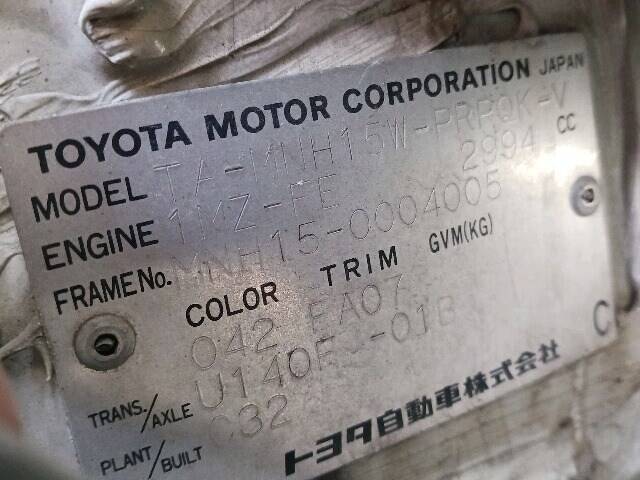 TOYOTA MOTOR CORPORATION JAPAN
MODEL TA-MNH15W-PRPQK-V
ENGINE 1MZ-FE 2994 CC
FRAME No. MNH15-0004005
COLOR TRIM GVM(KG)
042 FA07
TRANS./AXLE U140F -01B
PLANT/BUILT C32
トヨタ自動車株式会社
C